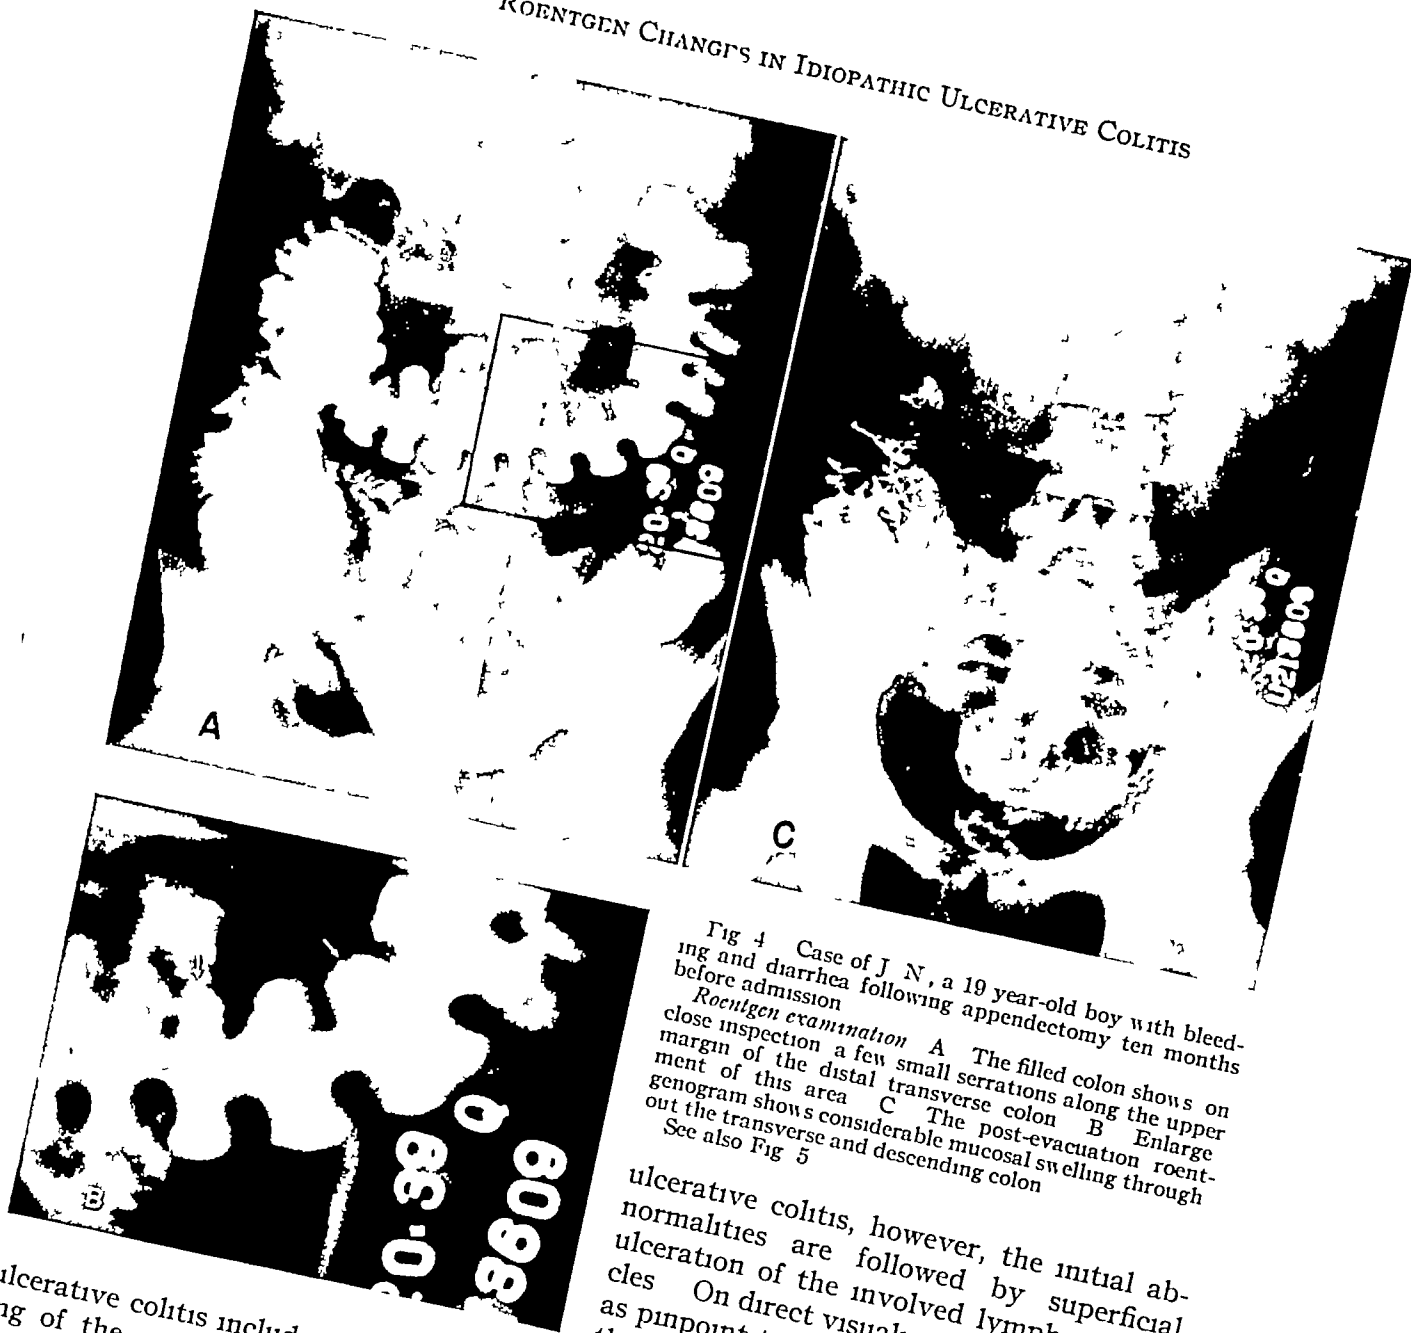 ROENTGEN CHANGES IN IDIOPATHIC ULCERATIVE COLITIS
A
C
B
0·39 Q
8609
U213809
Fig 4 Case of J N, a 19 year-old boy with bleed-
ing and diarrhea following appendectomy ten months
before admission
Roentgen examination A The filled colon shows on
close inspection a few small serrations along the upper
margin of the distal transverse colon B Enlarge
ment of this area C The post-evacuation roent-
genogram shows considerable mucosal swelling through
out the transverse and descending colon
See also Fig 5
ulcerative colitis, however, the initial ab-
normalities are followed by superficial
ulceration of the involved
cles On direct
as pinpoint
ulcerative colitis
ng of the